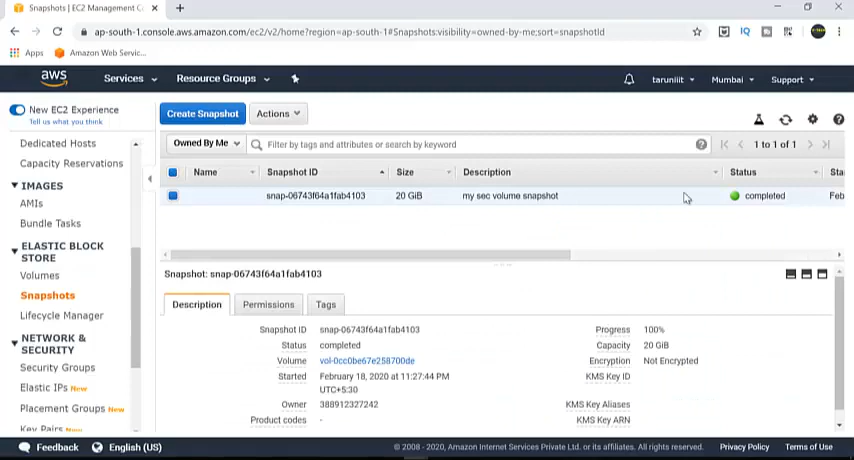 Snapshots | EC2 Management Co
ap-south-1.console.aws.amazon.com/ec2/v2/home?region=ap-south-1#Snapshots:visibility=owned-by-me;sort=snapshotId
IQ
Apps Amazon Web Servic...
aws Services Resource Groups taruniiit Mumbai Support
New EC2 Experience
Tell us what you think
Dedicated Hosts
Capacity Reservations
IMAGES
AMIs
Bundle Tasks
ELASTIC BLOCK
STORE
Volumes
Snapshots
Lifecycle Manager
NETWORK &
SECURITY
Security Groups
Elastic IPs New
Placement Groups New
Key Pairs New
Create Snapshot Actions
Owned By Me Filter by tags and attributes or search by keyword 1 to 1 of 1
Name Snapshot ID Size Description Status Sta
snap-06743f64a1fab4103 20 GiB my sec volume snapshot completed Feb
Snapshot: snap-06743f64a1fab4103
Description Permissions Tags
Snapshot ID snap-06743f64a1fab4103 Progress 100%
Status completed Capacity 20 GiB
Volume vol-0cc0be67e258700de Encryption Not Encrypted
Started February 18, 2020 at 11:27:44 PM KMS Key ID
UTC+5:30
Owner 388912327242 KMS Key Aliases
Product codes - KMS Key ARN
Feedback English (US) © 2008 - 2020, Amazon Internet Services Private Ltd. or its affiliates. All rights reserved. Privacy Policy Terms of Use